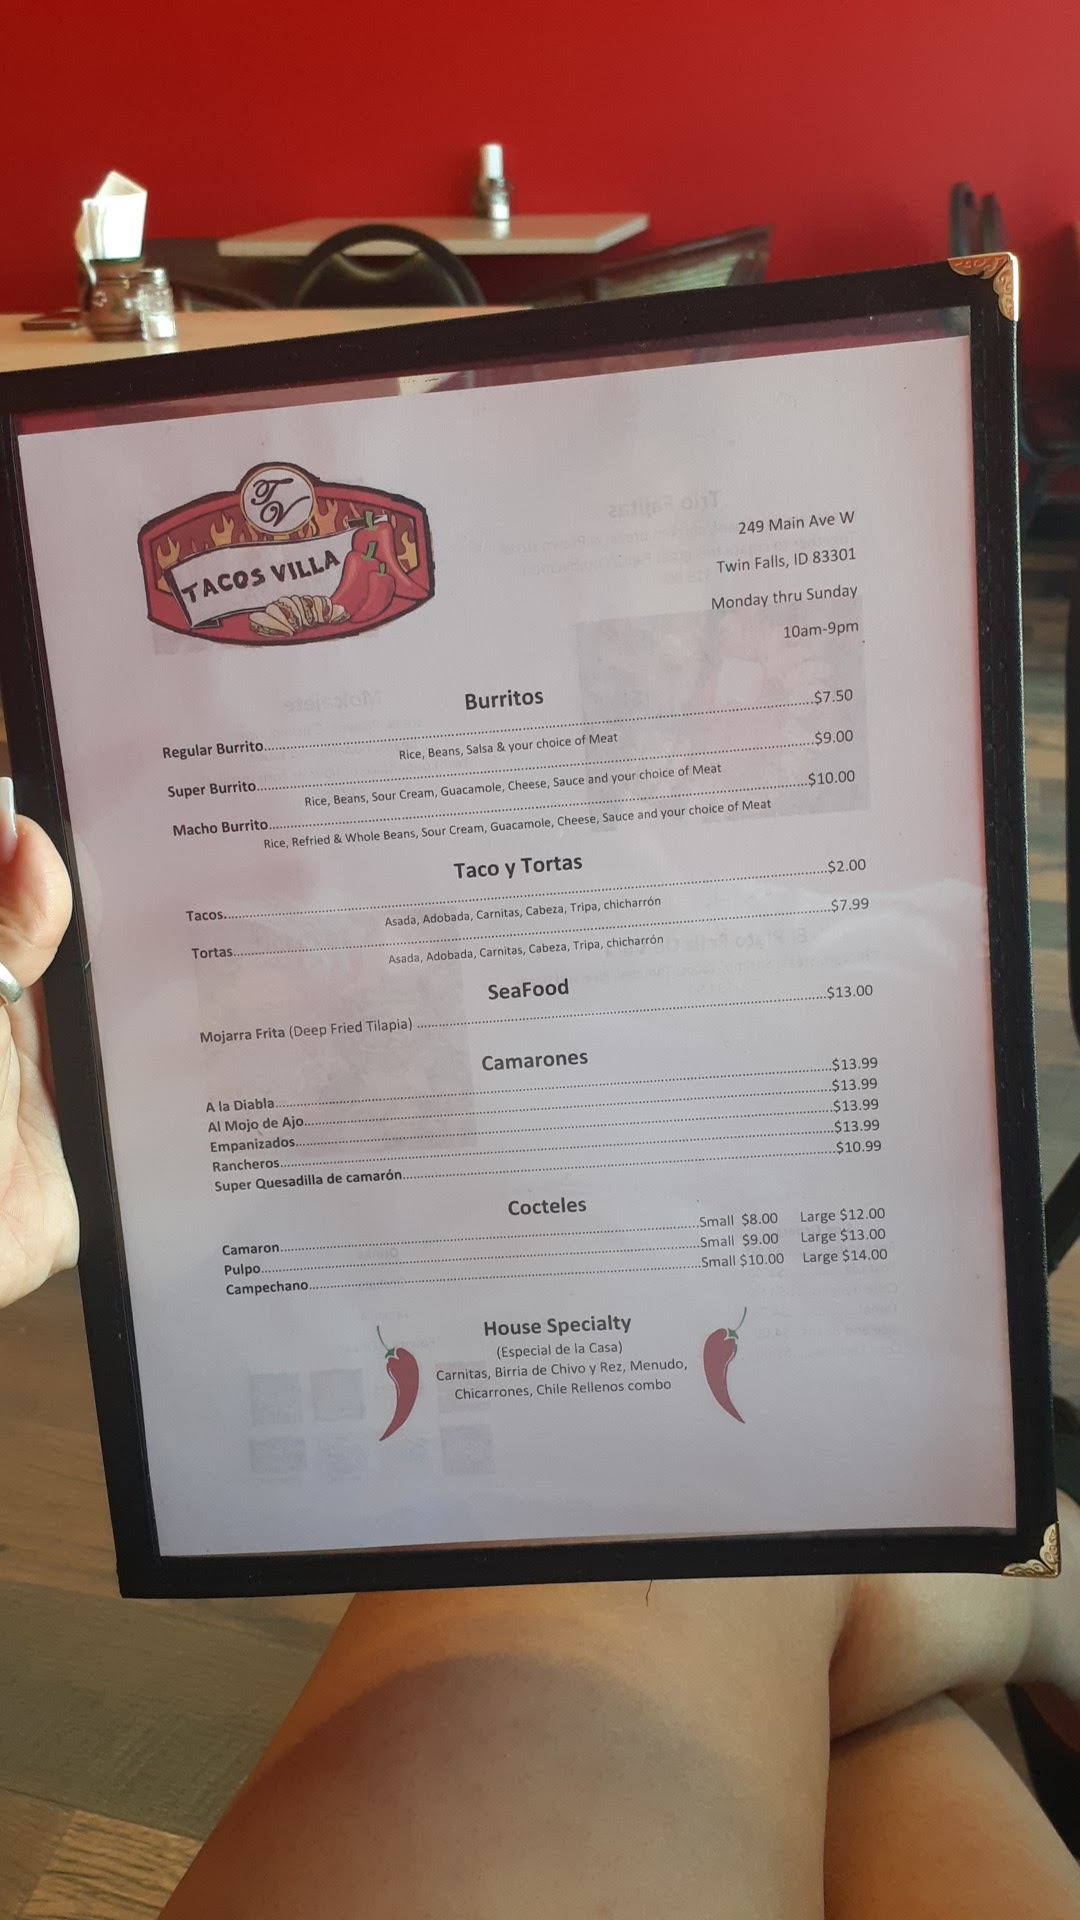 TV
TACOS VILLA
249 Main Ave W
Twin Falls, ID 83301
Monday thru Sunday
10am-9pm
Burritos
Regular Burrito....................$7.50
Rice, Beans, Salsa & your choice of Meat
Super Burrito....................$9.00
Rice, Beans, Sour Cream, Guacamole, Cheese, Sauce and your choice of Meat
Macho Burrito....................$10.00
Rice, Refried & Whole Beans, Sour Cream, Guacamole, Cheese, Sauce and your choice of Meat
Taco y Tortas
Tacos....................$2.00
Asada, Adobada, Carnitas, Cabeza, Tripa, chicharrón
Tortas....................$7.99
Asada, Adobada, Carnitas, Cabeza, Tripa, chicharrón
SeaFood
Mojarra Frita (Deep Fried Tilapia) ....................$13.00
Camarones
A la Diabla....................$13.99
Al Mojo de Ajo....................$13.99
Empanizados....................$13.99
Rancheros....................$13.99
Super Quesadilla de camarón....................$10.99
Cocteles
Camaron....................Small $8.00 Large $12.00
Pulpo....................Small $9.00 Large $13.00
Campechano....................Small $10.00 Large $14.00
House Specialty
(Especial de la Casa)
Carnitas, Birria de Chivo y Rez, Menudo,
Chicarrones, Chile Rellenos combo